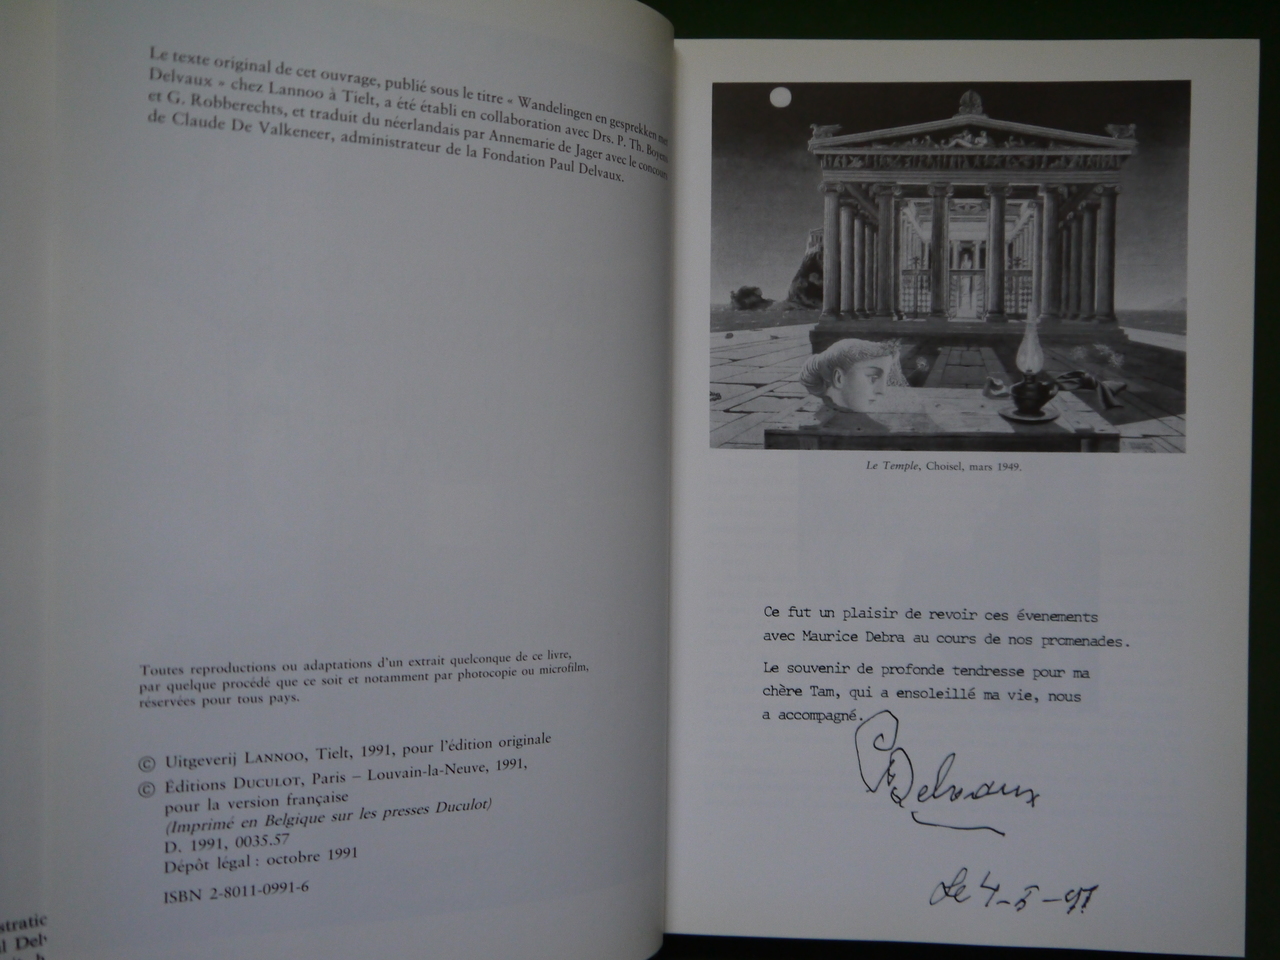 Le texte original de cet ouvrage, publié sous le titre « Wandelingen en gesprekken met
Delvaux » chez Lannoo à Tielt, a été établi en collaboration avec Drs. P. Th. Boyens
et G. Robberechts, et traduit du néerlandais par Annemarie de Jager avec le concours
de Claude De Valkeneer, administrateur de la Fondation Paul Delvaux.
Toutes reproductions ou adaptations d'un extrait quelconque de ce livre,
par quelque procédé que ce soit et notamment par photocopie ou microfilm,
réservées pour tous pays.
© Uitgeverij LANNOO, Tielt, 1991, pour l'édition originale
© Éditions DUCULOT, Paris – Louvain-la-Neuve, 1991,
pour la version française
(Imprimé en Belgique sur les presses Duculot)
D. 1991, 0035.57
Dépôt légal : octobre 1991
ISBN 2-8011-0991-6
Le Temple, Choisel, mars 1949.
Ce fut un plaisir de revoir ces évenements
avec Maurice Debra au cours de nos promenades.
Le souvenir de profonde tendresse pour ma
chère Tam, qui a ensoleillé ma vie, nous
a accompagné.
Delvaux